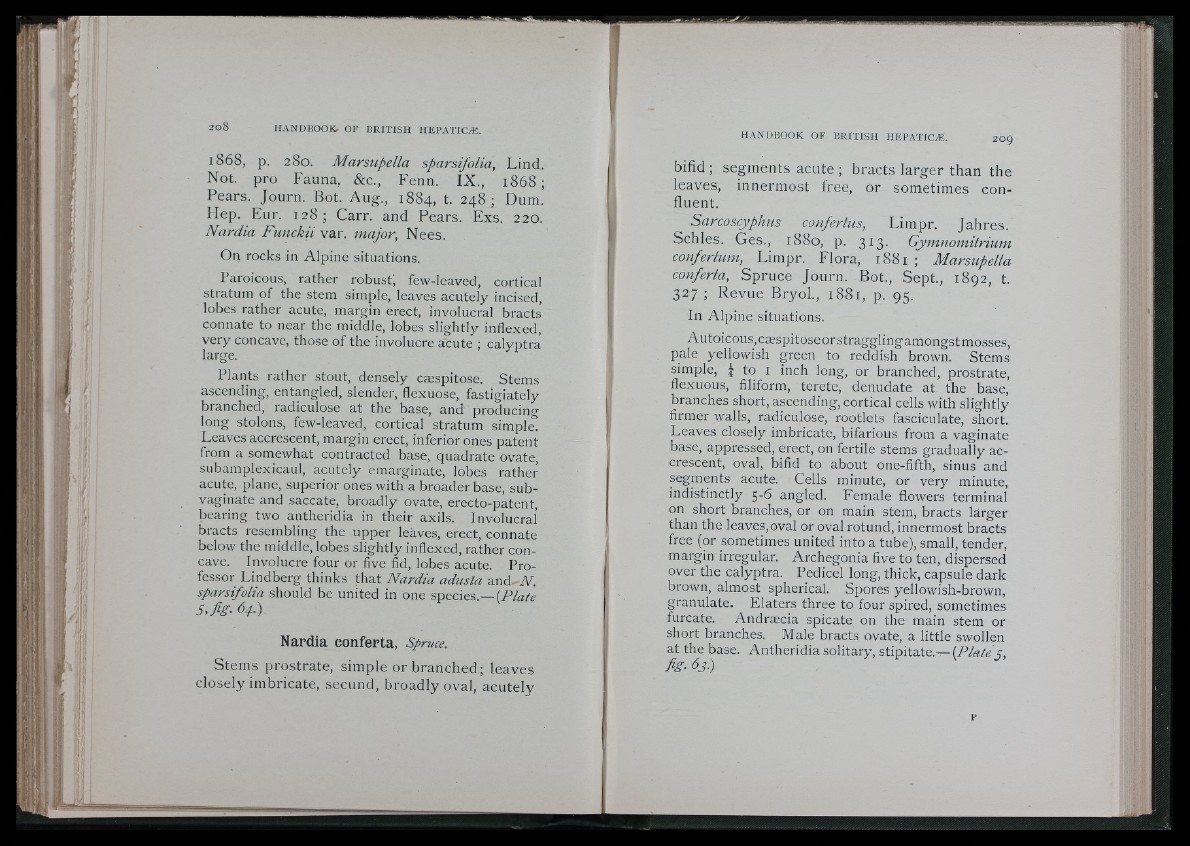 208 HANDBOOK OF BRITISH HEPATICÆ.
1868, p. 280. Marsupella sparsifolia, Lind.
Not. pro Fauna, &c., Fenn. IX., 1868;
Pears. Journ. Bot. Aug., 1884, t. 248; Dum.
Hep. Eur. 128; Carr. and Pears. Exs. 220.
Nardia Funckii var. major, Nees.
On rocks in Alpine situations.
Paroicous, rather robust, few-leaved, cortical
stratum of the stem simple, leaves acutely incised,
lobes rather acute, margin erect, involucral bracts
connate to near the middle, lobes slightly inflexed,
very concave, those of the involucre acute; calyptra
large.
Plants rather stout, densely cæspitose. Stems
ascending, entangled, slender, flexuose, fastigiately
branched, radiculose at the base, and producing
long stolons, few-leaved, cortical stratum simple.
Leaves accrescent, margin erect, inferior ones patent
from a somewhat contracted base, quadrate ovate,
subamplexicaul, acutely emarginate, lobes rather
acute, plane, superior ones with a broader base, sub-
vaginate and saccate, broadly ovate, erecto-patent,
bearing two antheridia in their axils. Involucral
bracts resembling the upper leaves, erect, connate
below the middle, lobes slightly inflexed, rather con-
cave. Involucre four or five fid, lobes acute. Pro-
fessor Lindberg thinks that Nardia adusta and N.
sparsifolia should be united in one species.—(Plate
5, fig. 64.)
Nardia conferta, Spruce.
Stems prostrate, simple or branched; leaves
closely imbricate, secund, broadly oval, acutely
HANDBOOK OF BRITISH HEPATICÆ. 209
bifid; segments acute; bracts larger than the
leaves, innermost free, or sometimes con-
fluent.
Sarcoscyphus confertus, Limpr. Jahres.
Schles. Ges., 1880, p. 313. Gymnomitrium
confertum, Limpr. Flora, 1881; Marsupella
conferta, Spruce Journ. Bot., Sept., 1892, t.
327; Revue Bryol., 1881, p. 95.
In Alpine situations.
Autoicous, cæspitose or straggling amongst mosses,
pale yellowish green to reddish brown. Stems
simple, ¼ to 1 inch long, or branched, prostrate,
flexuous, filiform, terete, denudate at the base,
branches short, ascending, cortical cells with slightly
firmer walls, radiculose, rootlets fasciculate, short.
Leaves closely imbricate, bifarious from a vaginate
base, appressed, erect, on fertile stems gradually ac-
crescent, oval, bifid to about one-fifth, sinus and
segments acute. Cells minute, or very minute,
indistinctly 5-6 angled. Female flowers terminal
on short branches, or on main stem, bracts larger
than the leaves, oval or oval rotund, innermost bracts
free (or sometimes united into a tube), small, tender,
margin irregular. Archegonia five to ten, dispersed
over the calyptra. Pedicel long, thick, capsule dark
brown, almost spherical. Spores yellowish-brown,
granulate. Elaters three to four spired, sometimes
furcate. Andrœcia spicate on the main stem or
short branches. Male bracts ovate, a little swollen
at the base. Antheridia solitary, stipitate.—(Plate 5,
fig. 63.)
P